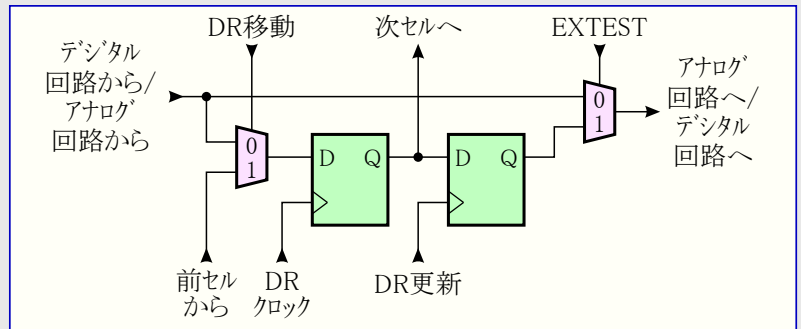 DR移動
次セルへ
EXTEST
デジタル
回路から/
アナログ
回路から
アナログ
回路へ/
デシタル
回路へ
0
1
D Q
D Q
0
1
前セル
から
DR
クロック
DR更新